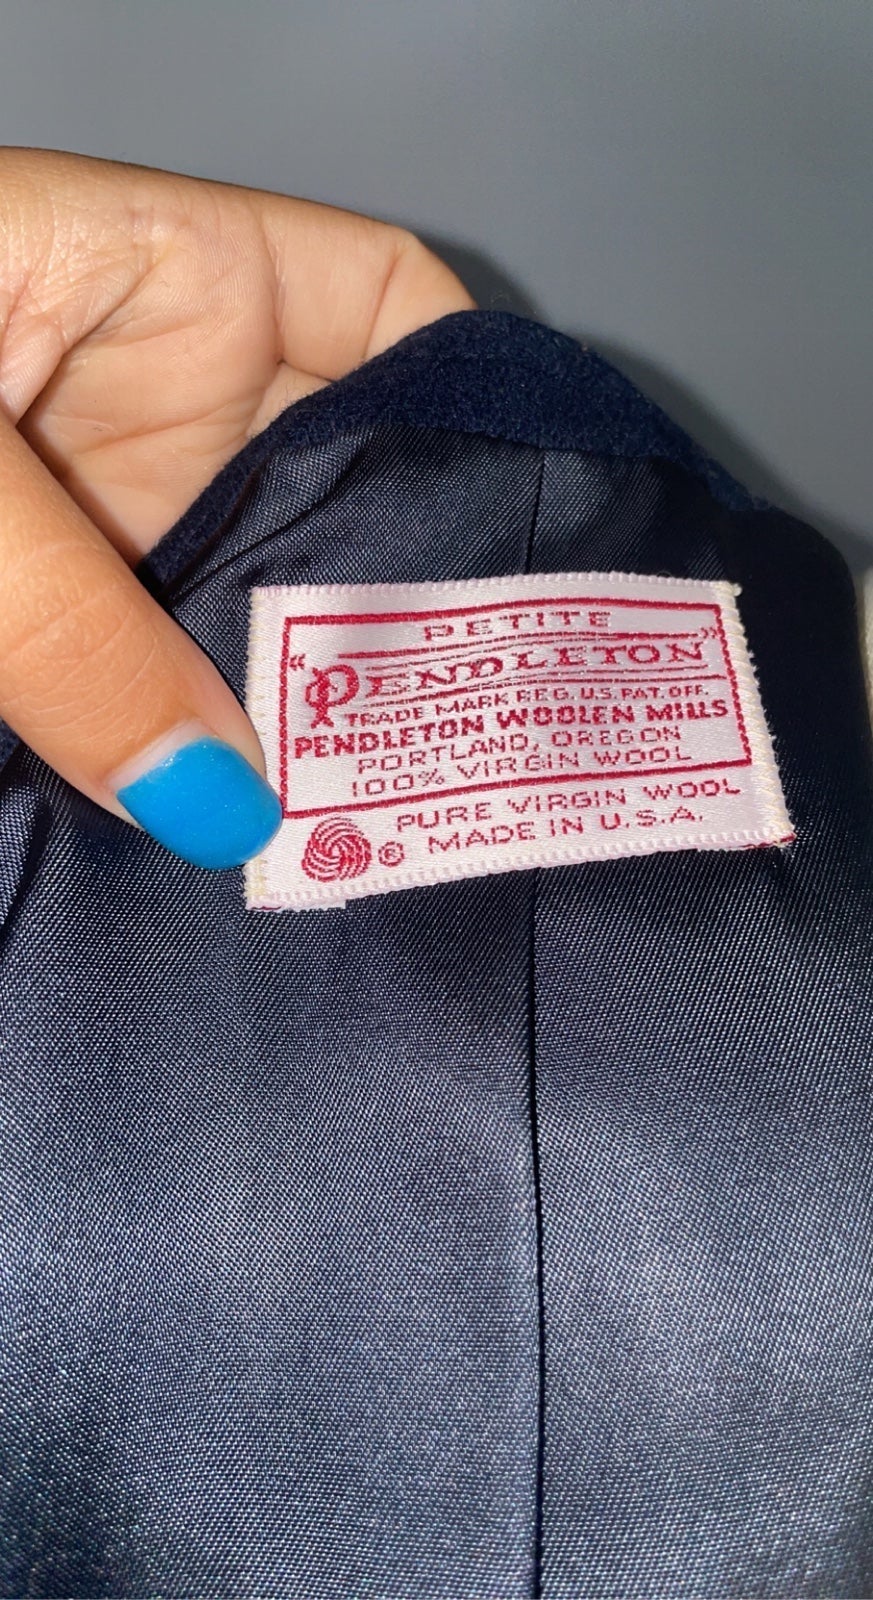 PETITE
"PENDLETON"
TRADE MARK REG. U.S. PAT. OFF.
PENDLETON WOOLEN MILLS
PORTLAND, OREGON
100% VIRGIN WOOL
PURE VIRGIN WOOL
® MADE IN U.S.A.